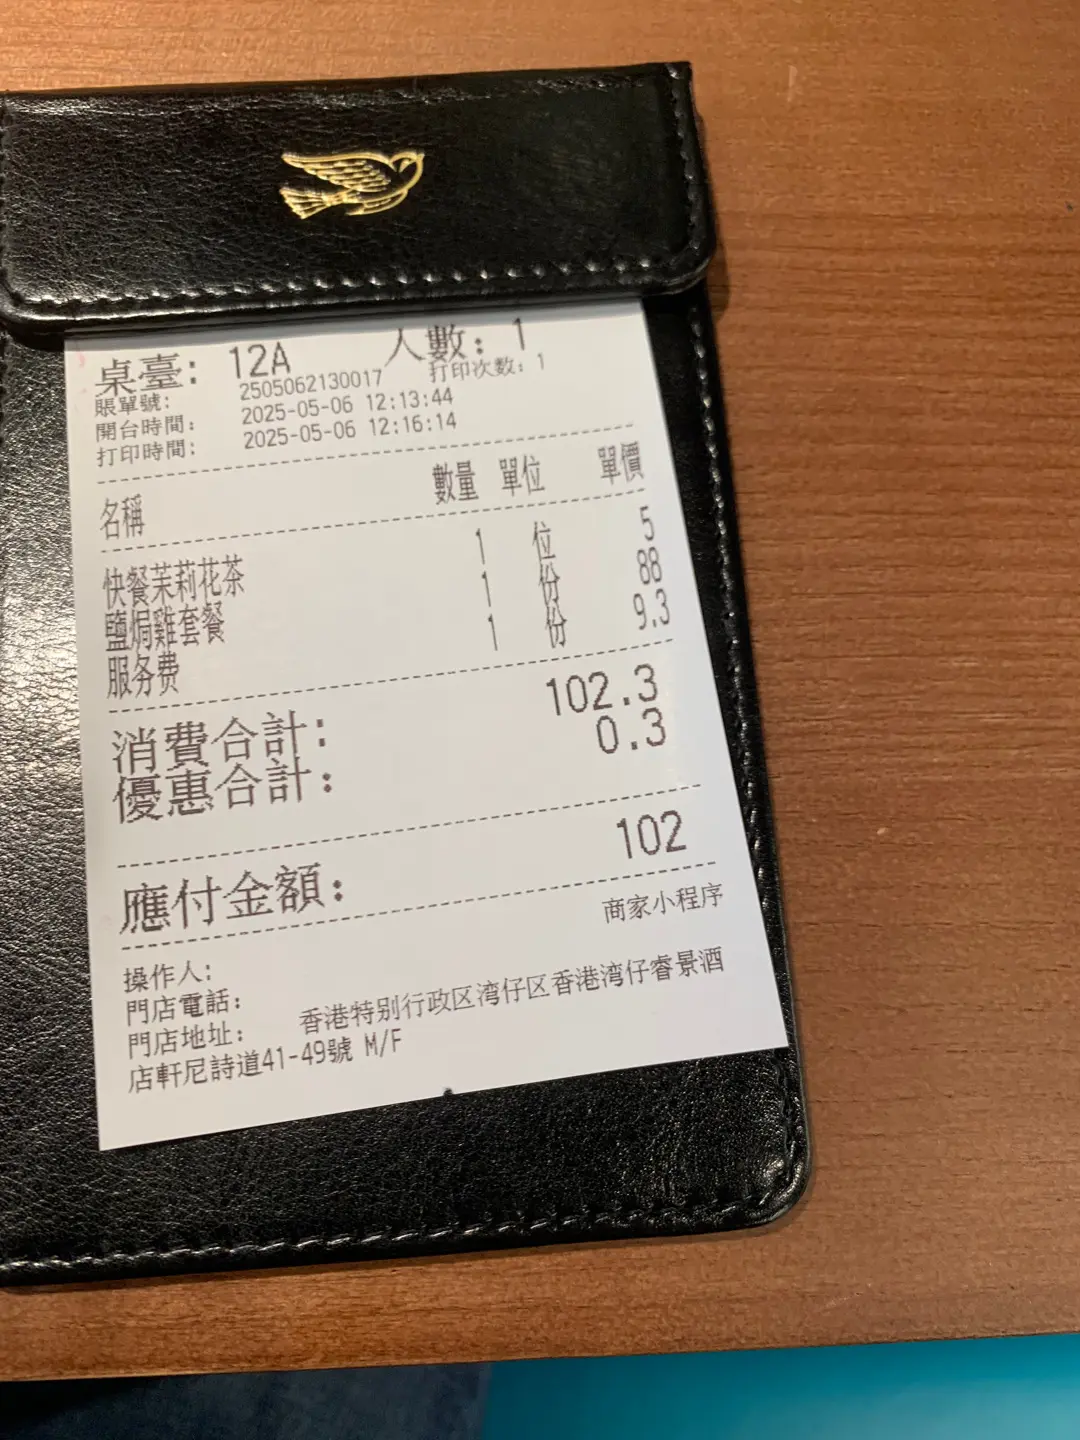 桌臺: 12A 人數: 1
賬單號: 2505062130017 打印次數: 1
開台時間: 2025-05-06 12:13:44
打印時間: 2025-05-06 12:16:14
名稱 數量 單位 單價
快餐茉莉花茶 1 位 5
鹽焗雞套餐 1 份 88
服务费 1 份 9.3
消費合計: 102.3
優惠合計: 0.3
應付金額: 102
商家小程序
操作人:
門店電話:
門店地址: 香港特别行政区湾仔区香港湾仔睿景酒
店軒尼詩道41-49號 M/F